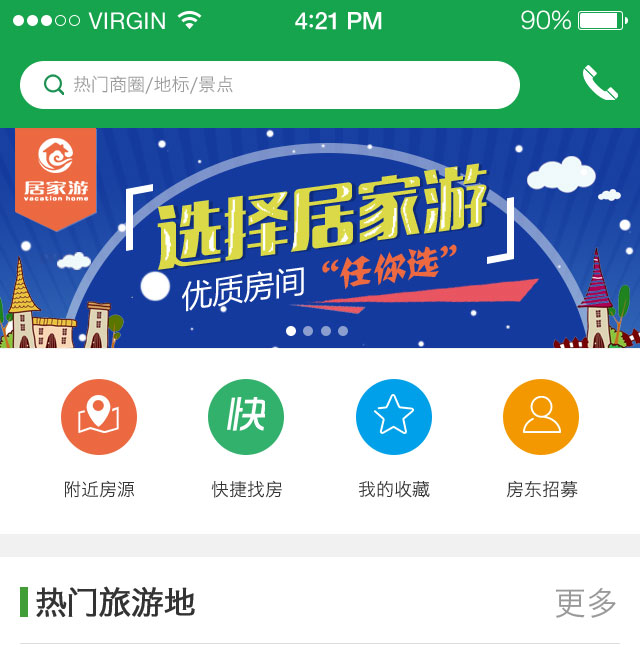 VIRGIN 4:21 PM 90%
热门商圈/地标/景点
居家游
vacation home
选择居家游
优质房间 “任你选”
快
附近房源 快捷找房 我的收藏 房东招募
热门旅游地 更多